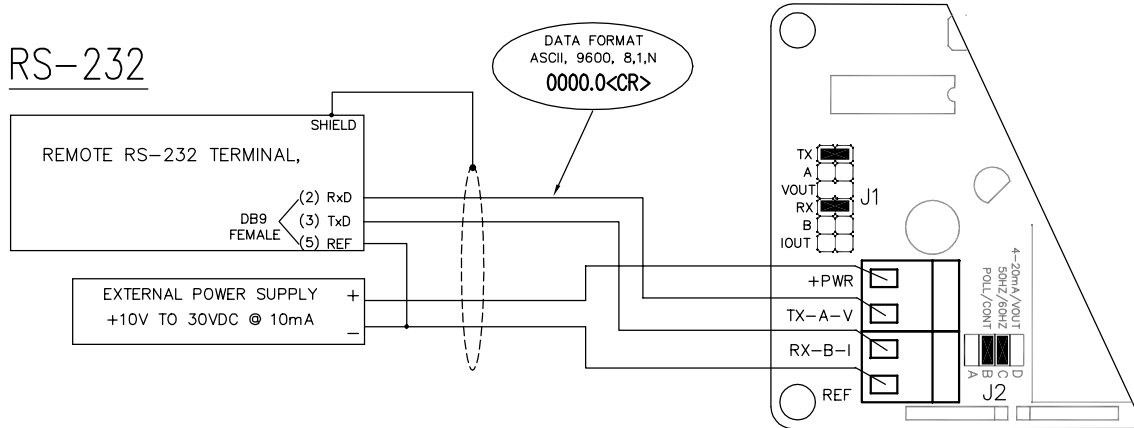 RS-232
DATA FORMAT
ASCII, 9600, 8,1,N
0000.0<CR>
SHIELD
REMOTE RS-232 TERMINAL,
(2) RxD
(3) TxD
(5) REF
DB9
FEMALE
EXTERNAL POWER SUPPLY
+10V TO 30VDC @ 10mA
+
−
TX
A
VOUT
RX
B
IOUT
J1
+PWR
TX-A-V
RX-B-I
REF
4-20mA/VOUT
50HZ/60HZ
POLL/CONT
A
B
C
D
J2